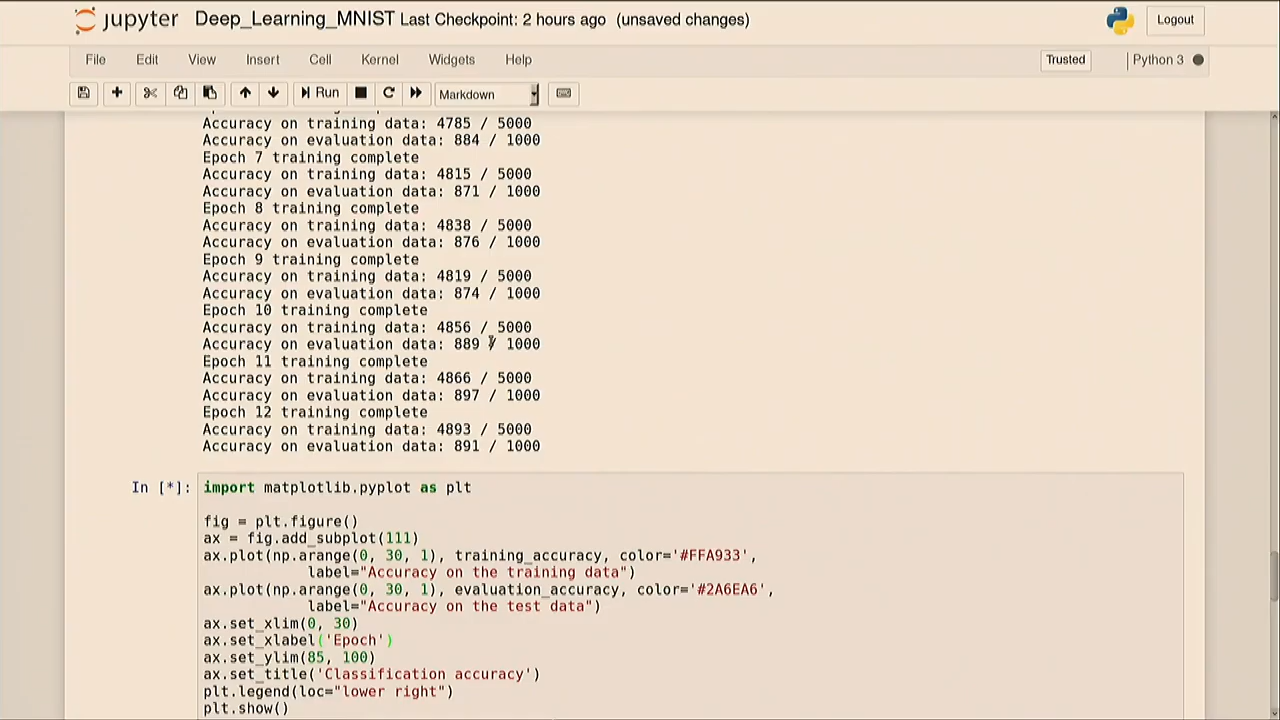 jupyter Deep_Learning_MNIST Last Checkpoint: 2 hours ago (unsaved changes) Logout
File Edit View Insert Cell Kernel Widgets Help Trusted Python 3
Run Markdown
Accuracy on training data: 4785 / 5000
Accuracy on evaluation data: 884 / 1000
Epoch 7 training complete
Accuracy on training data: 4815 / 5000
Accuracy on evaluation data: 871 / 1000
Epoch 8 training complete
Accuracy on training data: 4838 / 5000
Accuracy on evaluation data: 876 / 1000
Epoch 9 training complete
Accuracy on training data: 4819 / 5000
Accuracy on evaluation data: 874 / 1000
Epoch 10 training complete
Accuracy on training data: 4856 / 5000
Accuracy on evaluation data: 889 / 1000
Epoch 11 training complete
Accuracy on training data: 4866 / 5000
Accuracy on evaluation data: 897 / 1000
Epoch 12 training complete
Accuracy on training data: 4893 / 5000
Accuracy on evaluation data: 891 / 1000
In [*]: import matplotlib.pyplot as plt
fig = plt.figure()
ax = fig.add_subplot(111)
ax.plot(np.arange(0, 30, 1), training_accuracy, color='#FFA933',
label="Accuracy on the training data")
ax.plot(np.arange(0, 30, 1), evaluation_accuracy, color='#2A6EA6',
label="Accuracy on the test data")
ax.set_xlim(0, 30)
ax.set_xlabel('Epoch')
ax.set_ylim(85, 100)
ax.set_title('Classification accuracy')
plt.legend(loc="lower right")
plt.show()